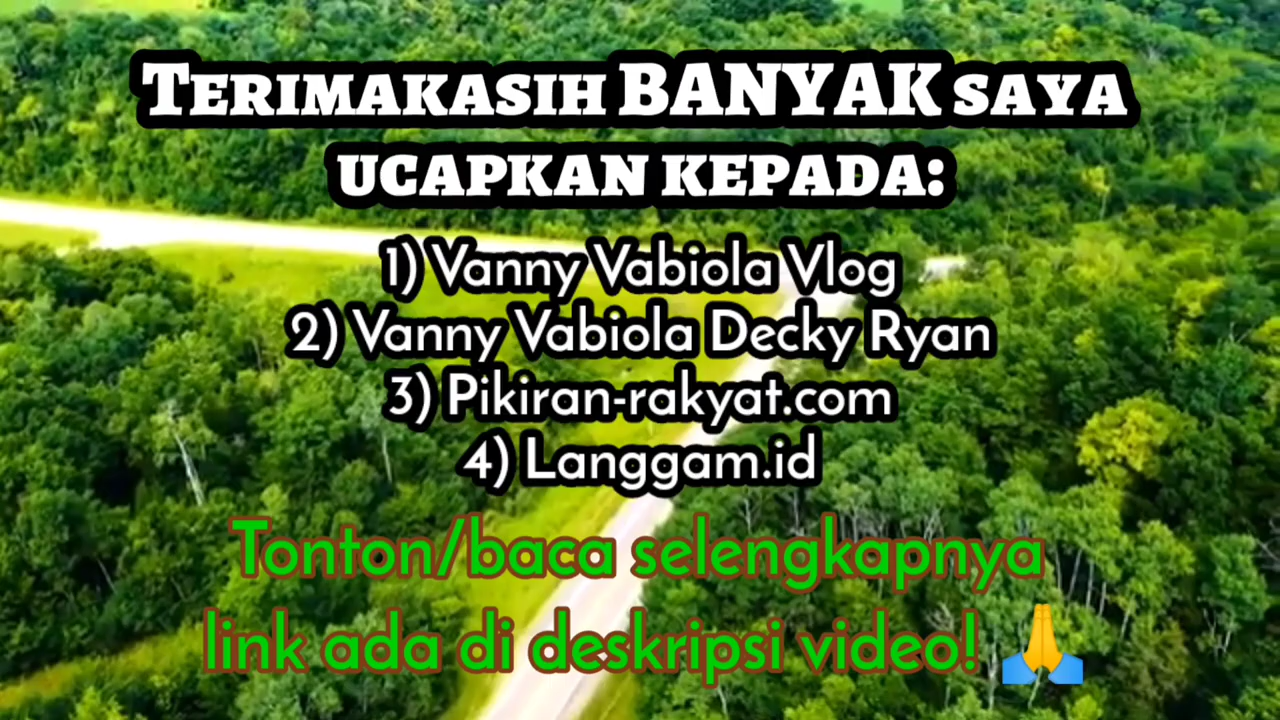 Terimakasih BANYAK saya
ucapkan kepada:
1) Vanny Vabiola Vlog
2) Vanny Vabiola Decky Ryan
3) Pikiran-rakyat.com
4) Langgam.id
Tonton/baca selengkapnya
link ada di deskripsi video! 🙏